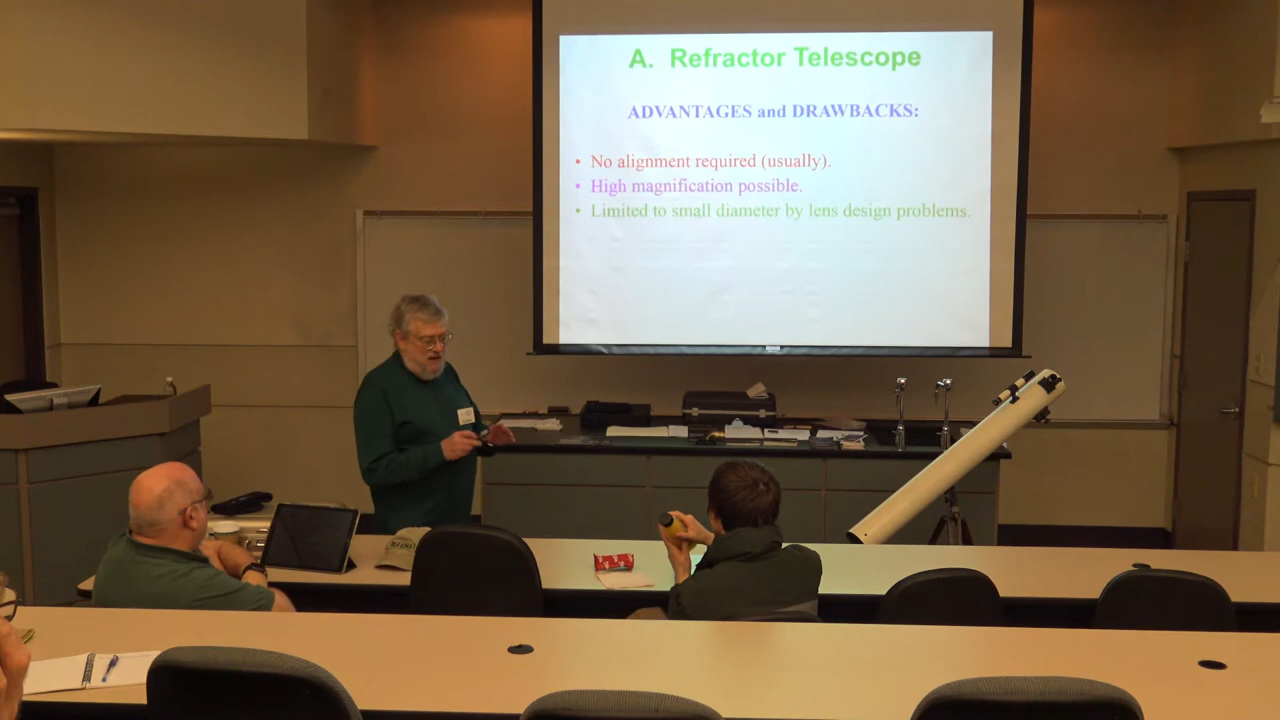 A. Refractor Telescope
ADVANTAGES and DRAWBACKS:
• No alignment required (usually).
• High magnification possible.
• Limited to small diameter by lens design problems.